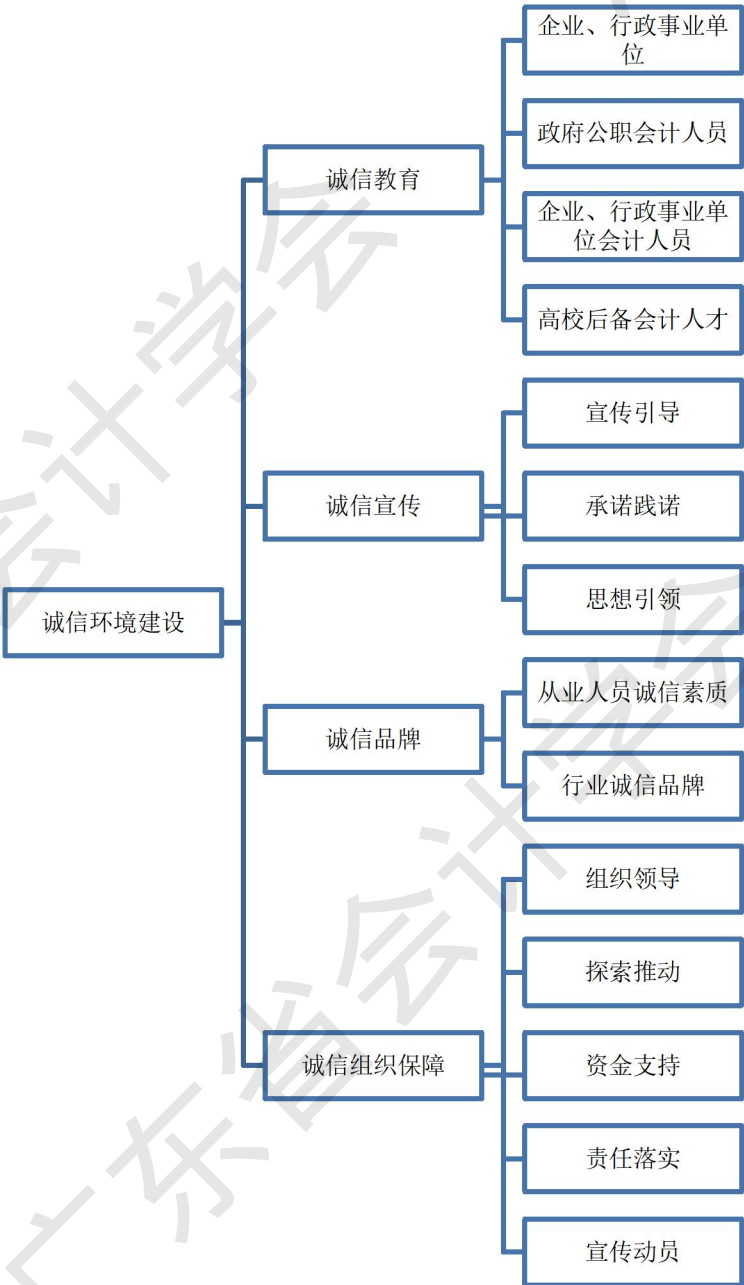 诚信环境建设
诚信教育
企业、行政事业单
位
政府公职会计人员
企业、行政事业单
位会计人员
高校后备会计人才
诚信宣传
宣传引导
承诺践诺
思想引领
诚信品牌
从业人员诚信素质
行业诚信品牌
诚信组织保障
组织领导
探索推动
资金支持
责任落实
宣传动员
会计学会
广东省会计学会